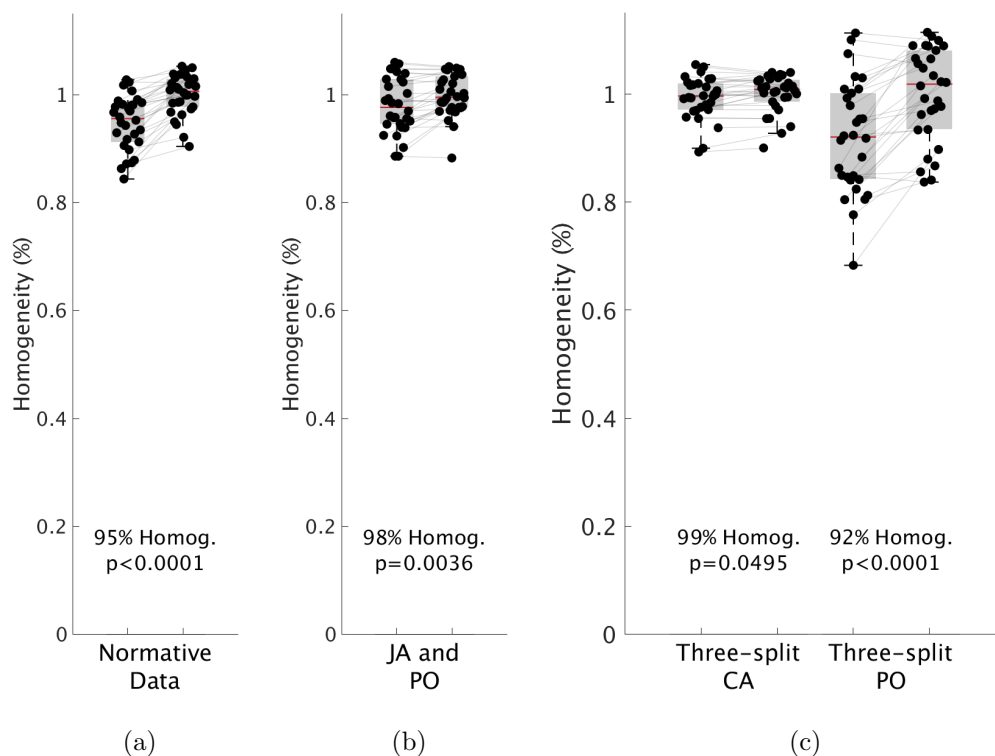 Homogeneity (%)
1
0.8
0.6
0.4
0.2
0
95% Homog.
p<0.0001
Normative
Data
(a)
Homogeneity (%)
1
0.8
0.6
0.4
0.2
0
98% Homog.
p=0.0036
JA and
PO
(b)
Homogeneity (%)
1
0.8
0.6
0.4
0.2
0
99% Homog.
p=0.0495
92% Homog.
p<0.0001
Three-split
CA
Three-split
PO
(c)